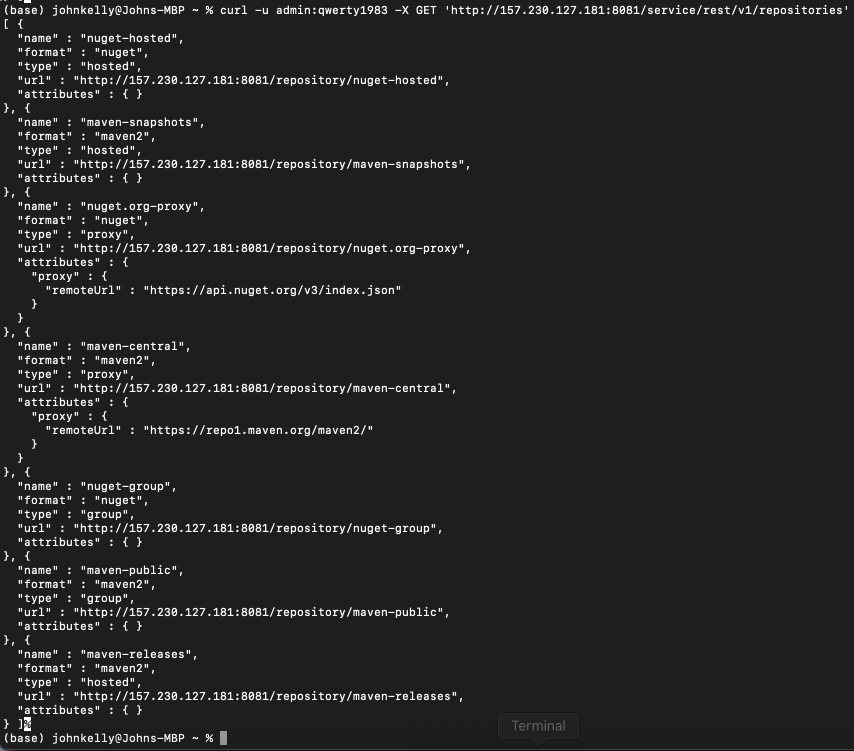 (base) johnkelly@Johns-MBP ~ % curl -u admin:qwerty1983 -X GET 'http://157.230.127.181:8081/service/rest/v1/repositories'
[ {
  "name" : "nuget-hosted",
  "format" : "nuget",
  "type" : "hosted",
  "url" : "http://157.230.127.181:8081/repository/nuget-hosted",
  "attributes" : { }
}, {
  "name" : "maven-snapshots",
  "format" : "maven2",
  "type" : "hosted",
  "url" : "http://157.230.127.181:8081/repository/maven-snapshots",
  "attributes" : { }
}, {
  "name" : "nuget.org-proxy",
  "format" : "nuget",
  "type" : "proxy",
  "url" : "http://157.230.127.181:8081/repository/nuget.org-proxy",
  "attributes" : {
    "proxy" : {
      "remoteUrl" : "https://api.nuget.org/v3/index.json"
    }
  }
}, {
  "name" : "maven-central",
  "format" : "maven2",
  "type" : "proxy",
  "url" : "http://157.230.127.181:8081/repository/maven-central",
  "attributes" : {
    "proxy" : {
      "remoteUrl" : "https://repo1.maven.org/maven2/"
    }
  }
}, {
  "name" : "nuget-group",
  "format" : "nuget",
  "type" : "group",
  "url" : "http://157.230.127.181:8081/repository/nuget-group",
  "attributes" : { }
}, {
  "name" : "maven-public",
  "format" : "maven2",
  "type" : "group",
  "url" : "http://157.230.127.181:8081/repository/maven-public",
  "attributes" : { }
}, {
  "name" : "maven-releases",
  "format" : "maven2",
  "type" : "hosted",
  "url" : "http://157.230.127.181:8081/repository/maven-releases",
  "attributes" : { }
} ]%
(base) johnkelly@Johns-MBP ~ %
Terminal